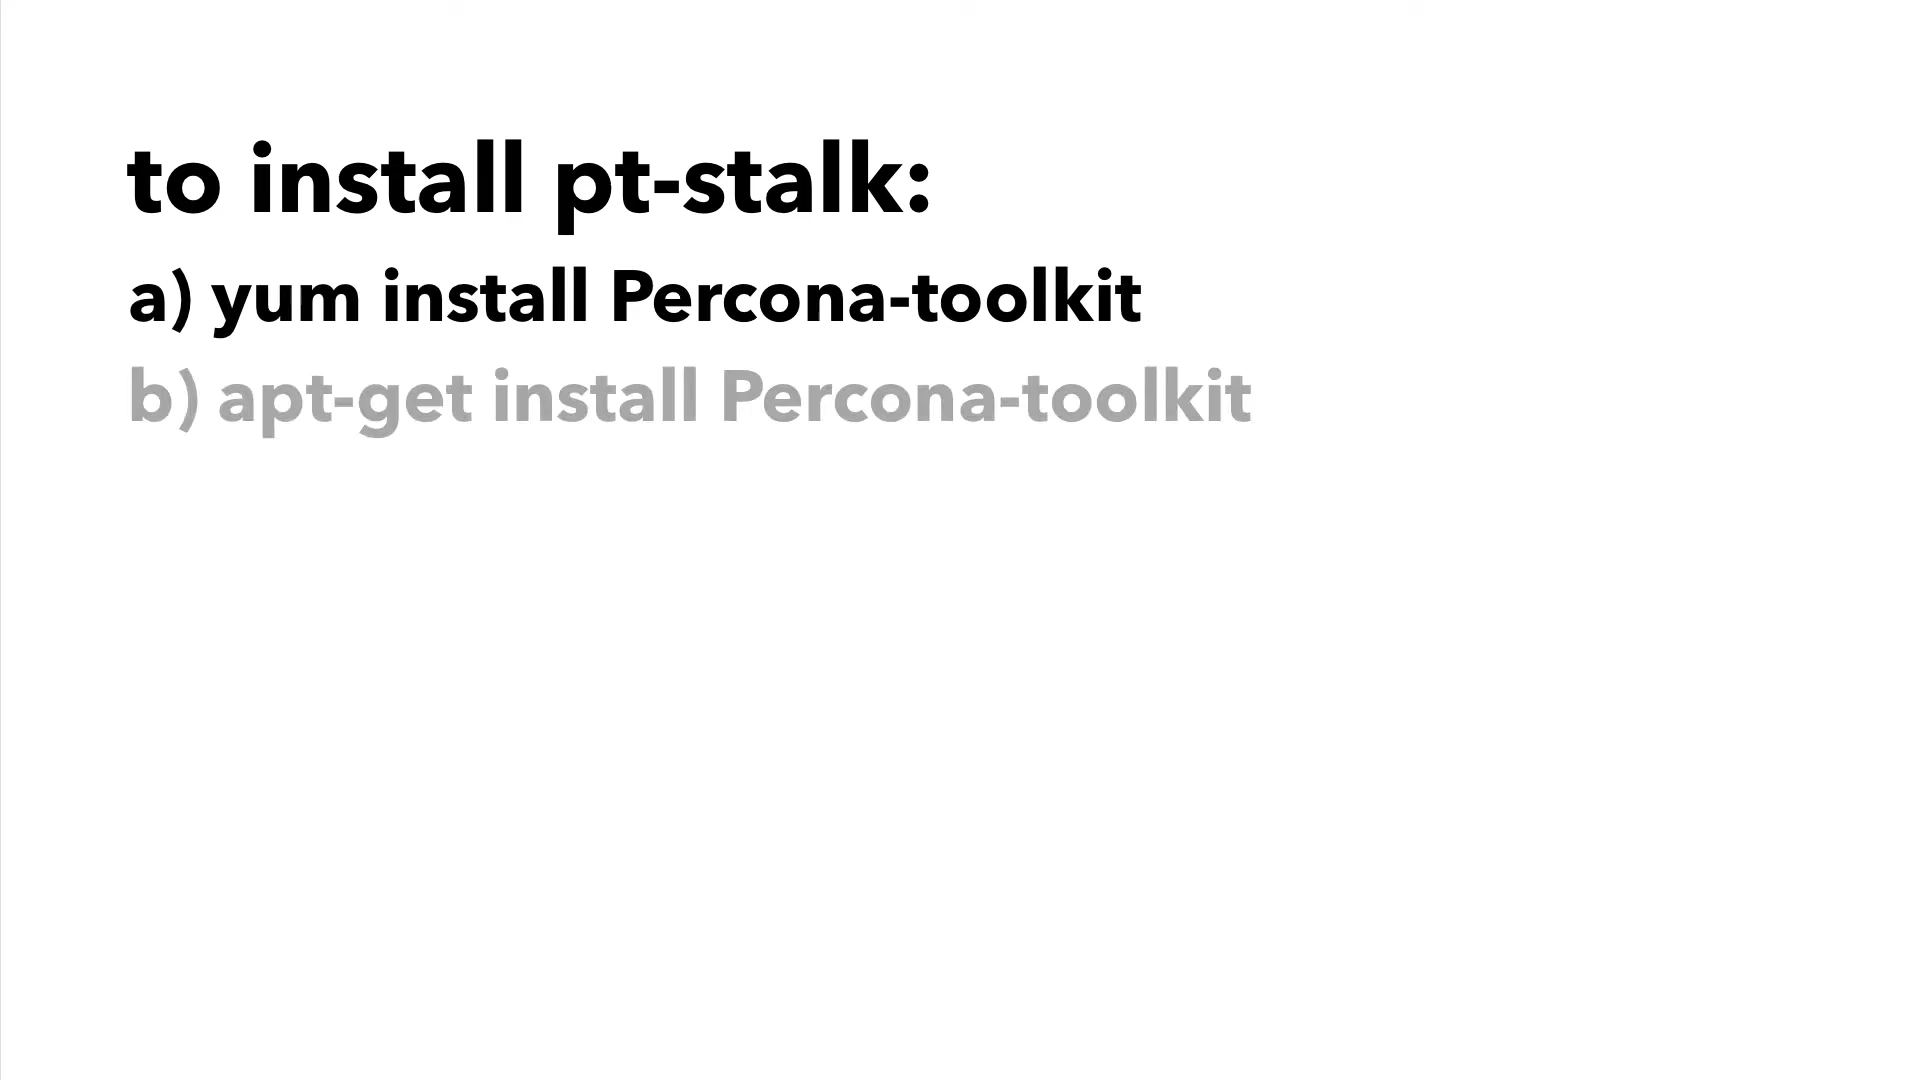 to install pt-stalk:
a) yum install Percona-toolkit
b) apt-get install Percona-toolkit